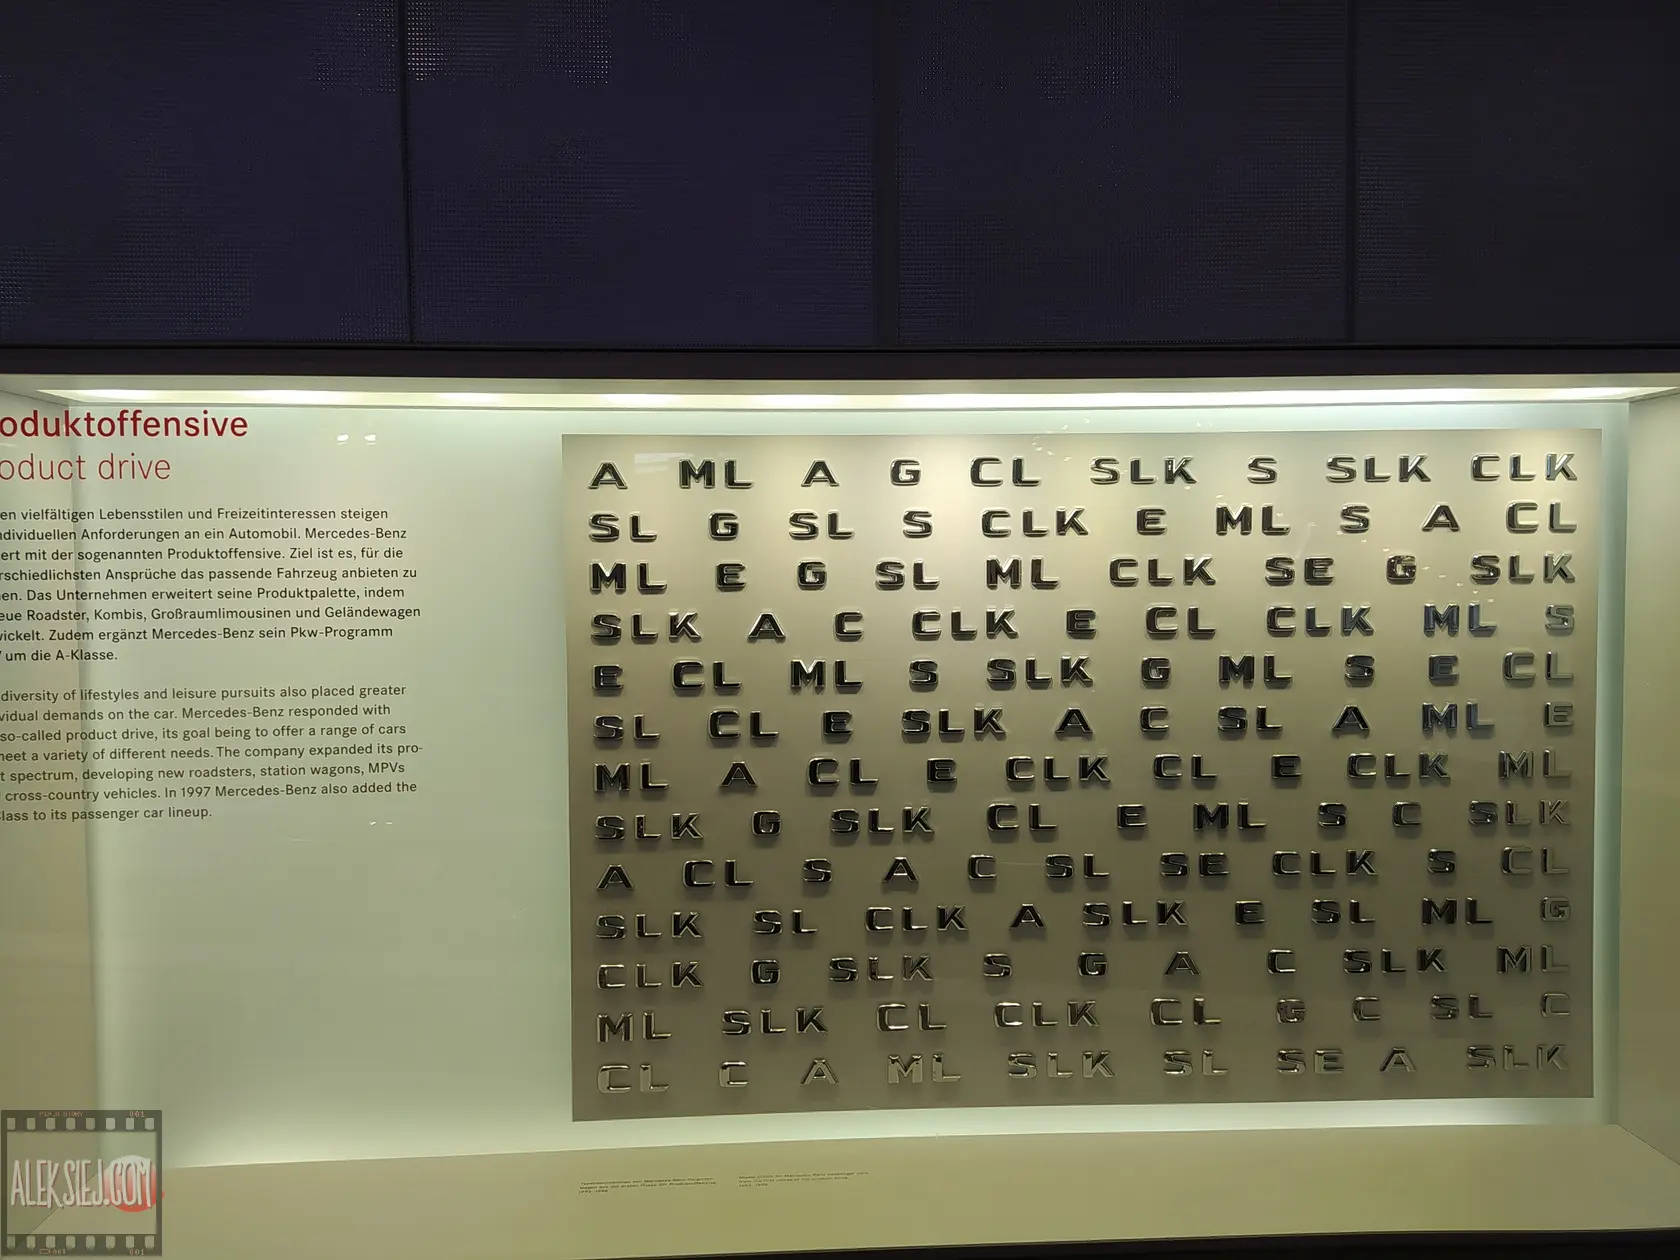 oduktoffensive
oduct drive
en vielfältigen Lebensstilen und Freizeitinteressen steigen
ndividuellen Anforderungen an ein Automobil. Mercedes-Benz
ert mit der sogenannten Produktoffensive. Ziel ist es, für die
rschiedlichsten Ansprüche das passende Fahrzeug anbieten zu
en. Das Unternehmen erweitert seine Produktpalette, indem
eue Roadster, Kombis, Großraumlimousinen und Geländewagen
wickelt. Zudem ergänzt Mercedes-Benz sein Pkw-Programm
um die A-Klasse.
diversity of lifestyles and leisure pursuits also placed greater
vidual demands on the car. Mercedes-Benz responded with
so-called product drive, its goal being to offer a range of cars
meet a variety of different needs. The company expanded its pro-
t spectrum, developing new roadsters, station wagons, MPVs
cross-country vehicles. In 1997 Mercedes-Benz also added the
lass to its passenger car lineup.
A ML A G CL SLK S SLK CLK
SL G SL S CLK E ML S A CL
ML E G SL ML CLK SE G SLK
SLK A C CLK E CL CLK ML S
E CL ML S SLK G ML S E CL
SL CL E SLK A C SL A ML E
ML A CL E CLK CL E CLK ML
SLK G SLK CL E ML S C SLK
A CL S A C SL SE CLK S CL
SLK SL CLK A SLK E SL ML G
CLK G SLK S G A C SLK ML
ML SLK CL CLK CL G C SL C
CL C A ML SLK SL SE A SLK
ALEKSIEJ.COM